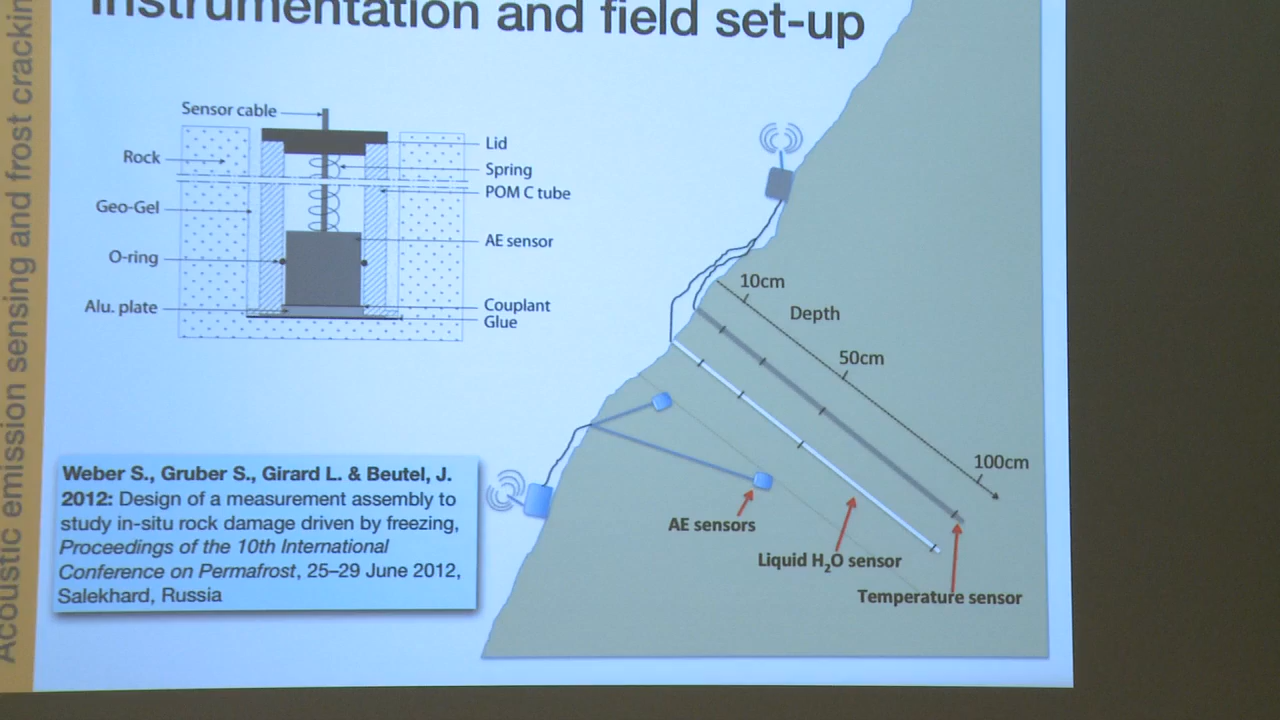 Instrumentation and field set-up
Acoustic emission sensing and frost cracking
Sensor cable
Rock
Geo-Gel
O-ring
Alu. plate
Lid
Spring
POM C tube
AE sensor
Couplant
Glue
10cm
Depth
50cm
100cm
AE sensors
Liquid H₂O sensor
Temperature sensor
Weber S., Gruber S., Girard L. & Beutel, J.
2012: Design of a measurement assembly to
study in-situ rock damage driven by freezing,
Proceedings of the 10th International
Conference on Permafrost, 25–29 June 2012,
Salekhard, Russia